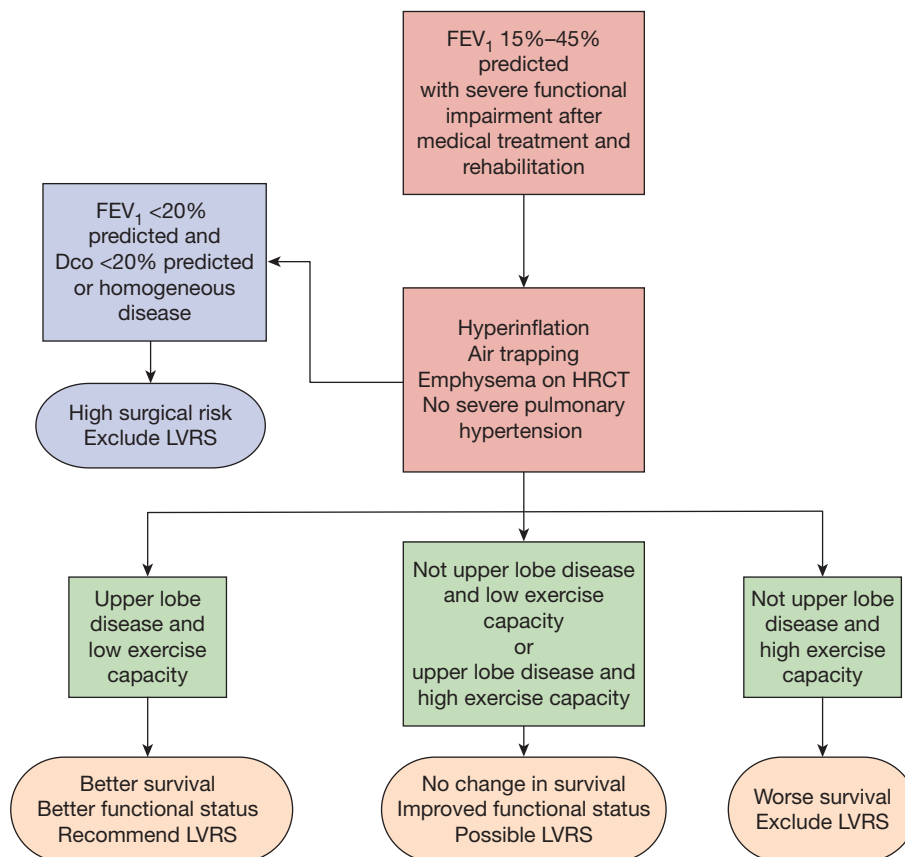 FEV₁ 15%–45%
predicted
with severe functional
impairment after
medical treatment and
rehabilitation
FEV₁ <20%
predicted and
Dco <20% predicted
or homogeneous
disease
Hyperinflation
Air trapping
Emphysema on HRCT
No severe pulmonary
hypertension
High surgical risk
Exclude LVRS
Upper lobe
disease and
low exercise
capacity
Not upper lobe disease
and low exercise
capacity
or
upper lobe disease and
high exercise capacity
Not upper lobe
disease and
high exercise
capacity
Better survival
Better functional status
Recommend LVRS
No change in survival
Improved functional status
Possible LVRS
Worse survival
Exclude LVRS